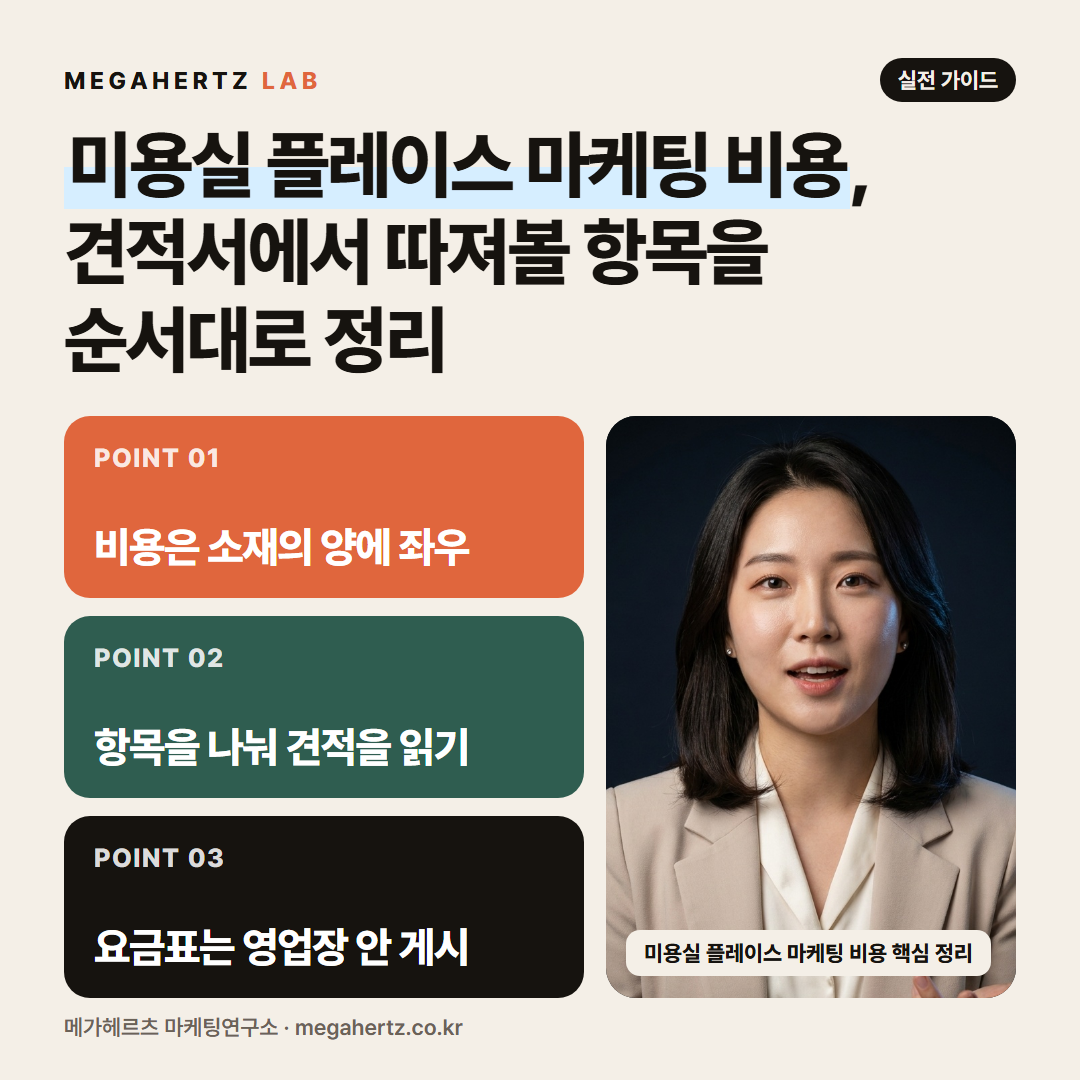 MEGAHERTZ LAB
실전 가이드
미용실 플레이스 마케팅 비용,
견적서에서 따져볼 항목을
순서대로 정리
POINT 01
비용은 소재의 양에 좌우
POINT 02
항목을 나눠 견적을 읽기
POINT 03
요금표는 영업장 안 게시
미용실 플레이스 마케팅 비용 핵심 정리
메가헤르츠 마케팅연구소 · megahertz.co.kr